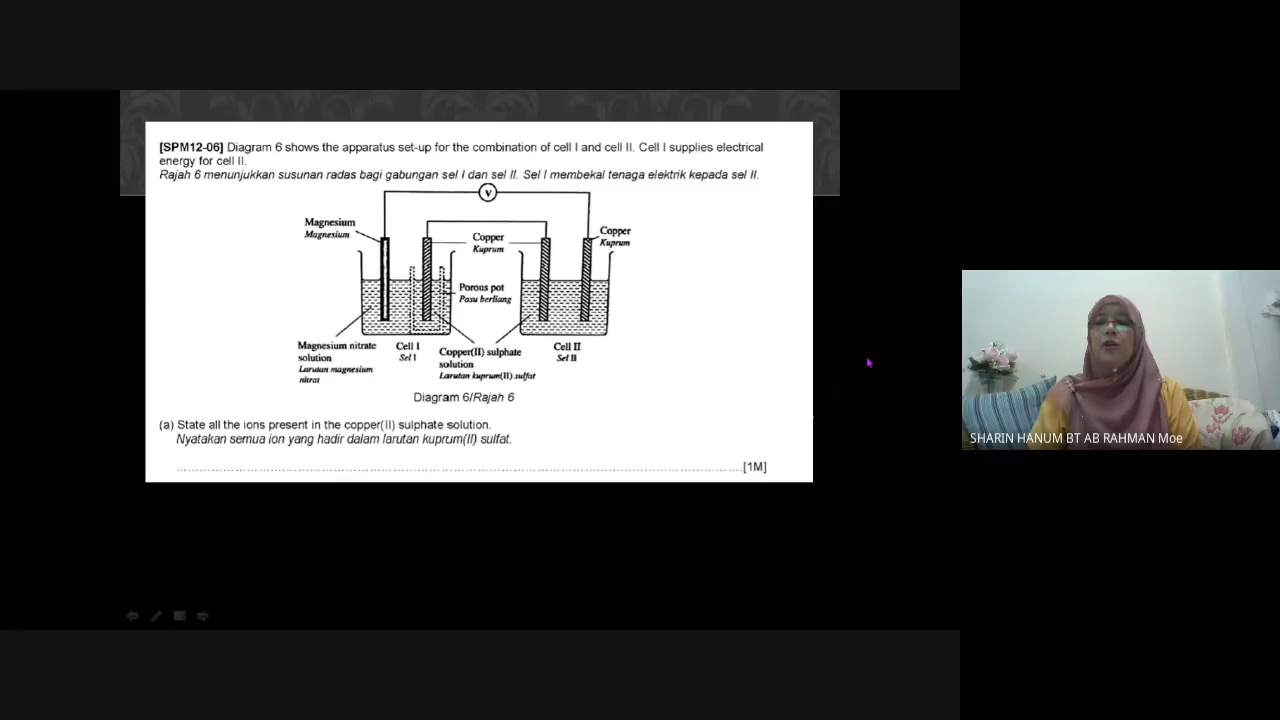 [SPM12-06] Diagram 6 shows the apparatus set-up for the combination of cell I and cell II. Cell I supplies electrical
energy for cell II.
Rajah 6 menunjukkan susunan radas bagi gabungan sel I dan sel II. Sel I membekal tenaga elektrik kepada sel II.
V
Magnesium
Magnesium
Copper
Kuprum
Copper
Kuprum
Porous pot
Pasu berliang
Magnesium nitrate
solution
Larutan magnesium
nitrat
Cell I
Sel I
Copper(II) sulphate
solution
Larutan kuprum(II) sulfat
Cell II
Sel II
Diagram 6/Rajah 6
(a) State all the ions present in the copper(II) sulphate solution.
Nyatakan semua ion yang hadir dalam larutan kuprum(II) sulfat.
[1M]
SHARIN HANUM BT AB RAHMAN Moe